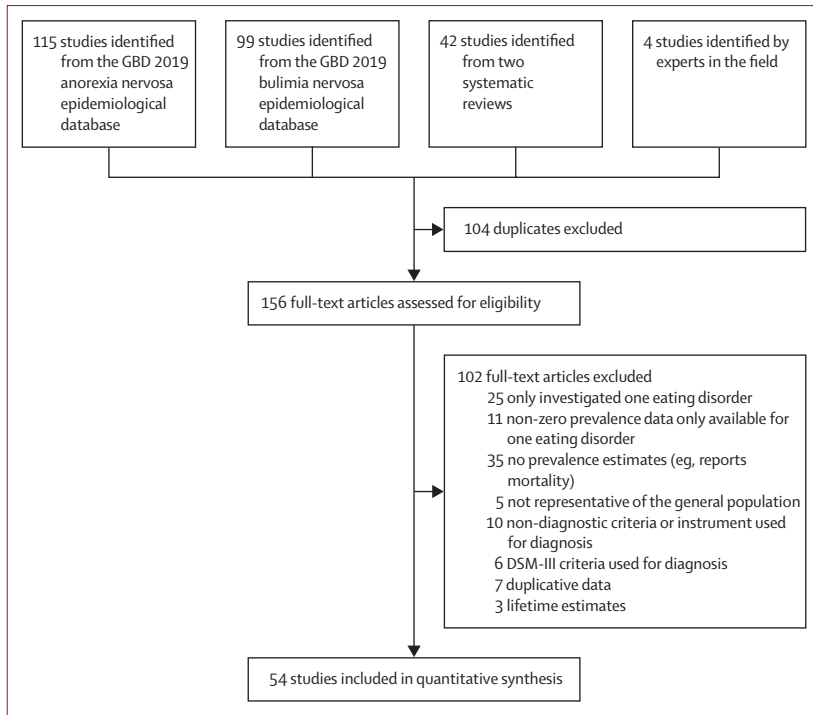 115 studies identified
from the GBD 2019
anorexia nervosa
epidemiological
database
99 studies identified
from the GBD 2019
bulimia nervosa
epidemiological
database
42 studies identified
from two
systematic
reviews
4 studies identified by
experts in the field
104 duplicates excluded
156 full-text articles assessed for eligibility
102 full-text articles excluded
25 only investigated one eating disorder
11 non-zero prevalence data only available for
one eating disorder
35 no prevalence estimates (eg, reports
mortality)
5 not representative of the general population
10 non-diagnostic criteria or instrument used
for diagnosis
6 DSM-III criteria used for diagnosis
7 duplicative data
3 lifetime estimates
54 studies included in quantitative synthesis